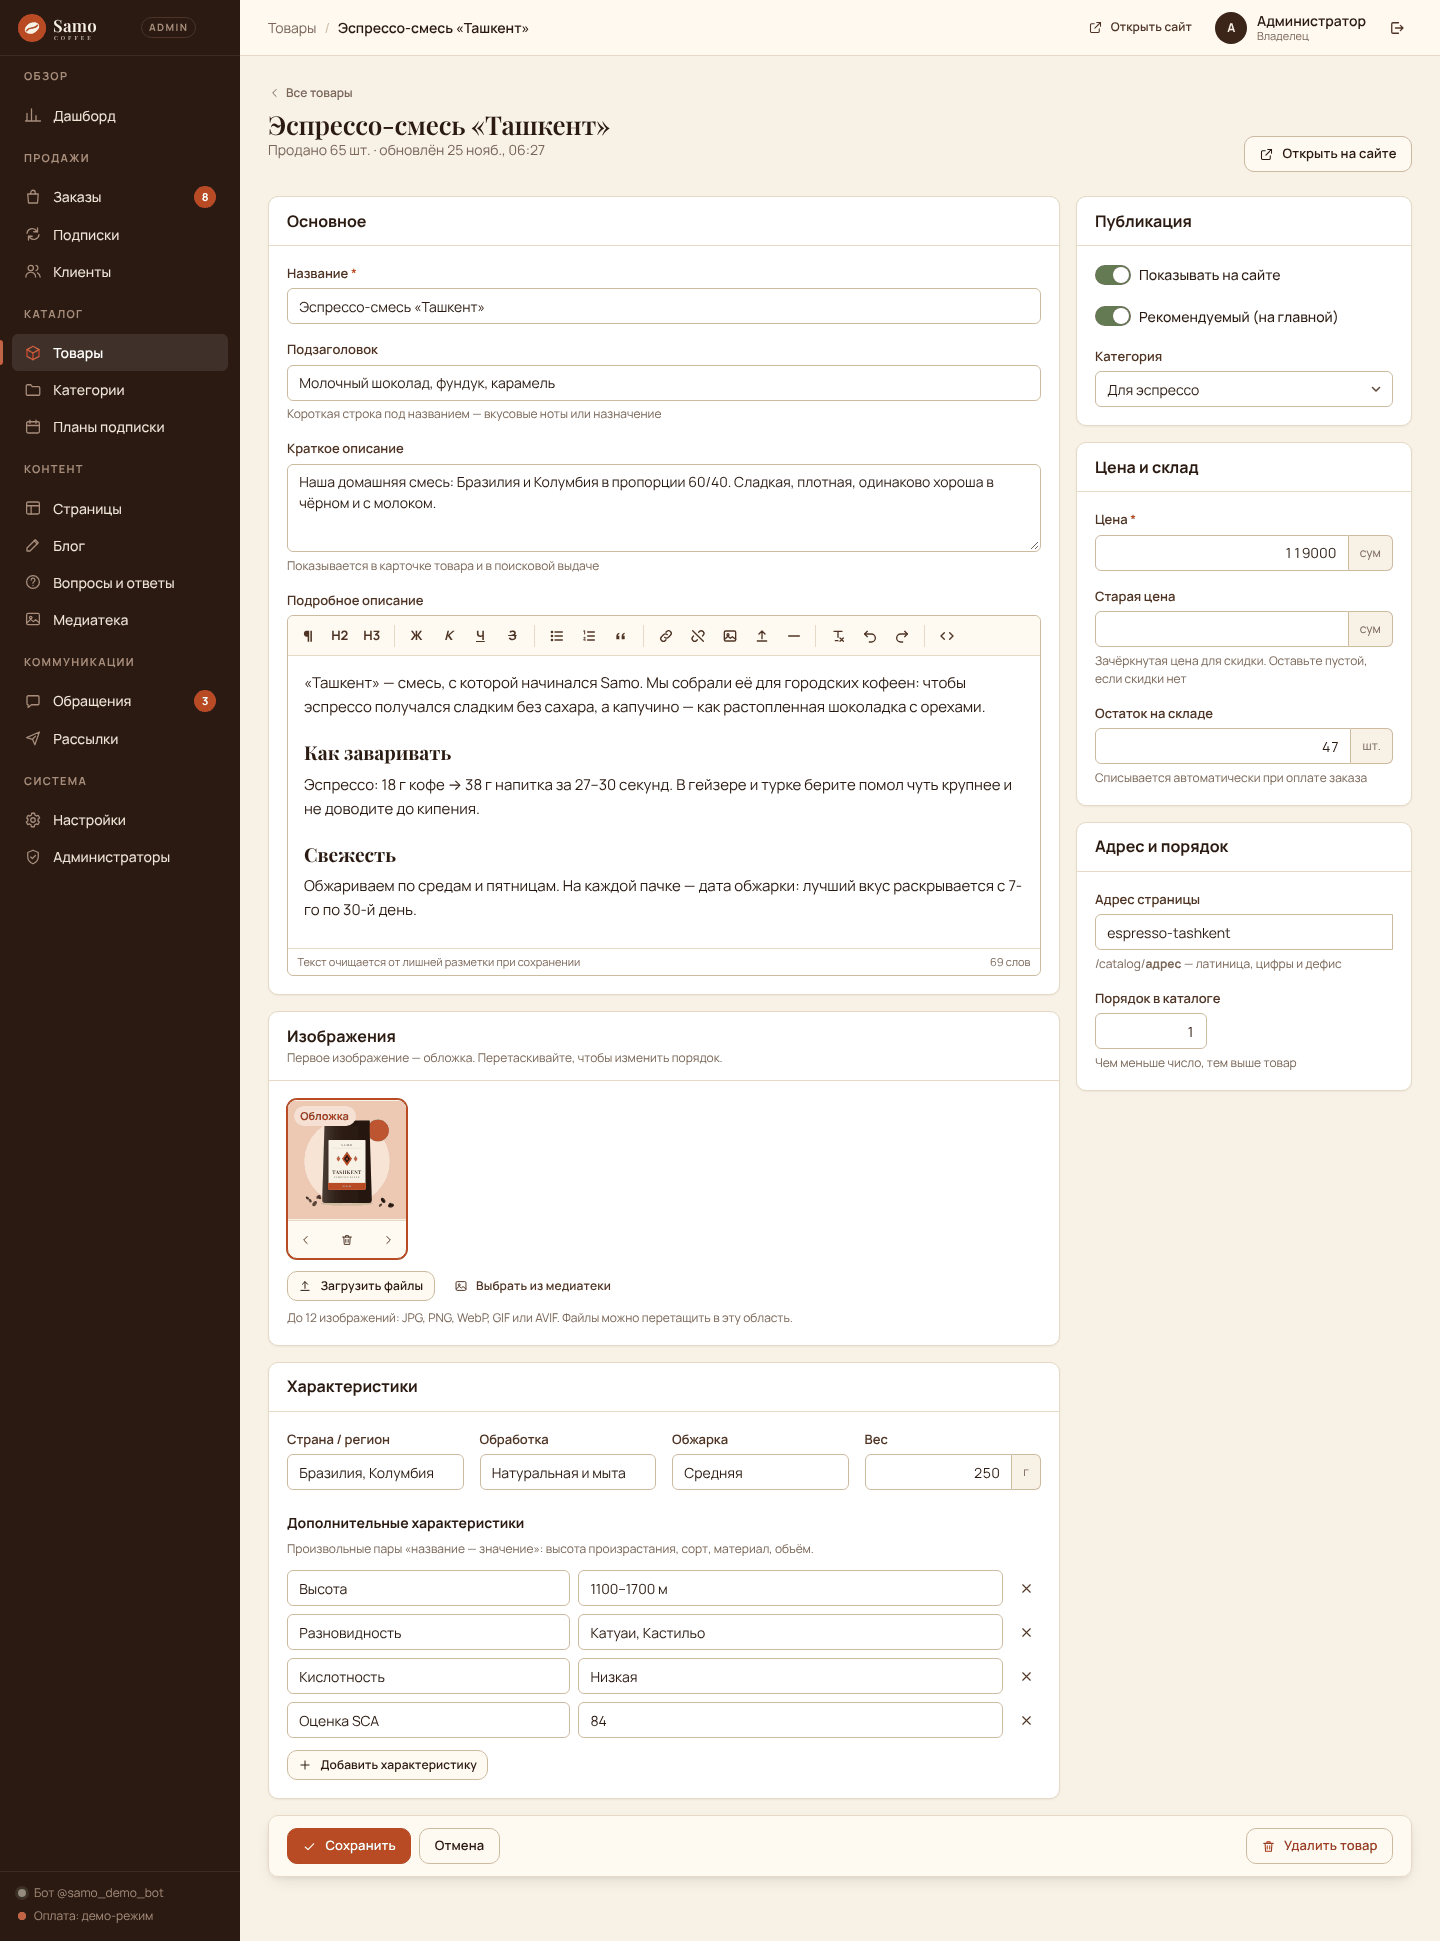 Samo
COFFEE
ADMIN
ОБЗОР
Дашборд
ПРОДАЖИ
Заказы
8
Подписки
Клиенты
КАТАЛОГ
Товары
Категории
Планы подписки
КОНТЕНТ
Страницы
Блог
Вопросы и ответы
Медиатека
КОММУНИКАЦИИ
Обращения
3
Рассылки
СИСТЕМА
Настройки
Администраторы
Бот @samo_demo_bot
Оплата: демо-режим
Товары / Эспрессо-смесь «Ташкент»
Открыть сайт
А
Администратор
Владелец
Все товары
Эспрессо-смесь «Ташкент»
Продано 65 шт. · обновлён 25 нояб., 06:27
Открыть на сайте
Основное
Название *
Эспрессо-смесь «Ташкент»
Подзаголовок
Молочный шоколад, фундук, карамель
Короткая строка под названием — вкусовые ноты или назначение
Краткое описание
Наша домашняя смесь: Бразилия и Колумбия в пропорции 60/40. Сладкая, плотная, одинаково хороша в
чёрном и с молоком.
Показывается в карточке товара и в поисковой выдаче
Подробное описание
¶ H2 H3 Ж К Ч З
«Ташкент» — смесь, с которой начинался Samo. Мы собрали её для городских кофеен: чтобы
эспрессо получался сладким без сахара, а капучино — как растопленная шоколадка с орехами.
Как заваривать
Эспрессо: 18 г кофе → 38 г напитка за 27–30 секунд. В гейзере и турке берите помол чуть крупнее и
не доводите до кипения.
Свежесть
Обжариваем по средам и пятницам. На каждой пачке — дата обжарки: лучший вкус раскрывается с 7-
го по 30-й день.
Текст очищается от лишней разметки при сохранении
69 слов
Изображения
Первое изображение — обложка. Перетаскивайте, чтобы изменить порядок.
Обложка
TASHKENT
Загрузить файлы
Выбрать из медиатеки
До 12 изображений: JPG, PNG, WebP, GIF или AVIF. Файлы можно перетащить в эту область.
Характеристики
Страна / регион
Обработка
Обжарка
Вес
Бразилия, Колумбия
Натуральная и мыта
Средняя
250
г
Дополнительные характеристики
Произвольные пары «название — значение»: высота произрастания, сорт, материал, объём.
Высота
1100–1700 м
Разновидность
Катуаи, Кастильо
Кислотность
Низкая
Оценка SCA
84
Добавить характеристику
Сохранить
Отмена
Удалить товар
Публикация
Показывать на сайте
Рекомендуемый (на главной)
Категория
Для эспрессо
Цена и склад
Цена *
119000
сум
Старая цена
сум
Зачёркнутая цена для скидки. Оставьте пустой,
если скидки нет
Остаток на складе
47
шт.
Списывается автоматически при оплате заказа
Адрес и порядок
Адрес страницы
espresso-tashkent
/catalog/адрес — латиница, цифры и дефис
Порядок в каталоге
1
Чем меньше число, тем выше товар